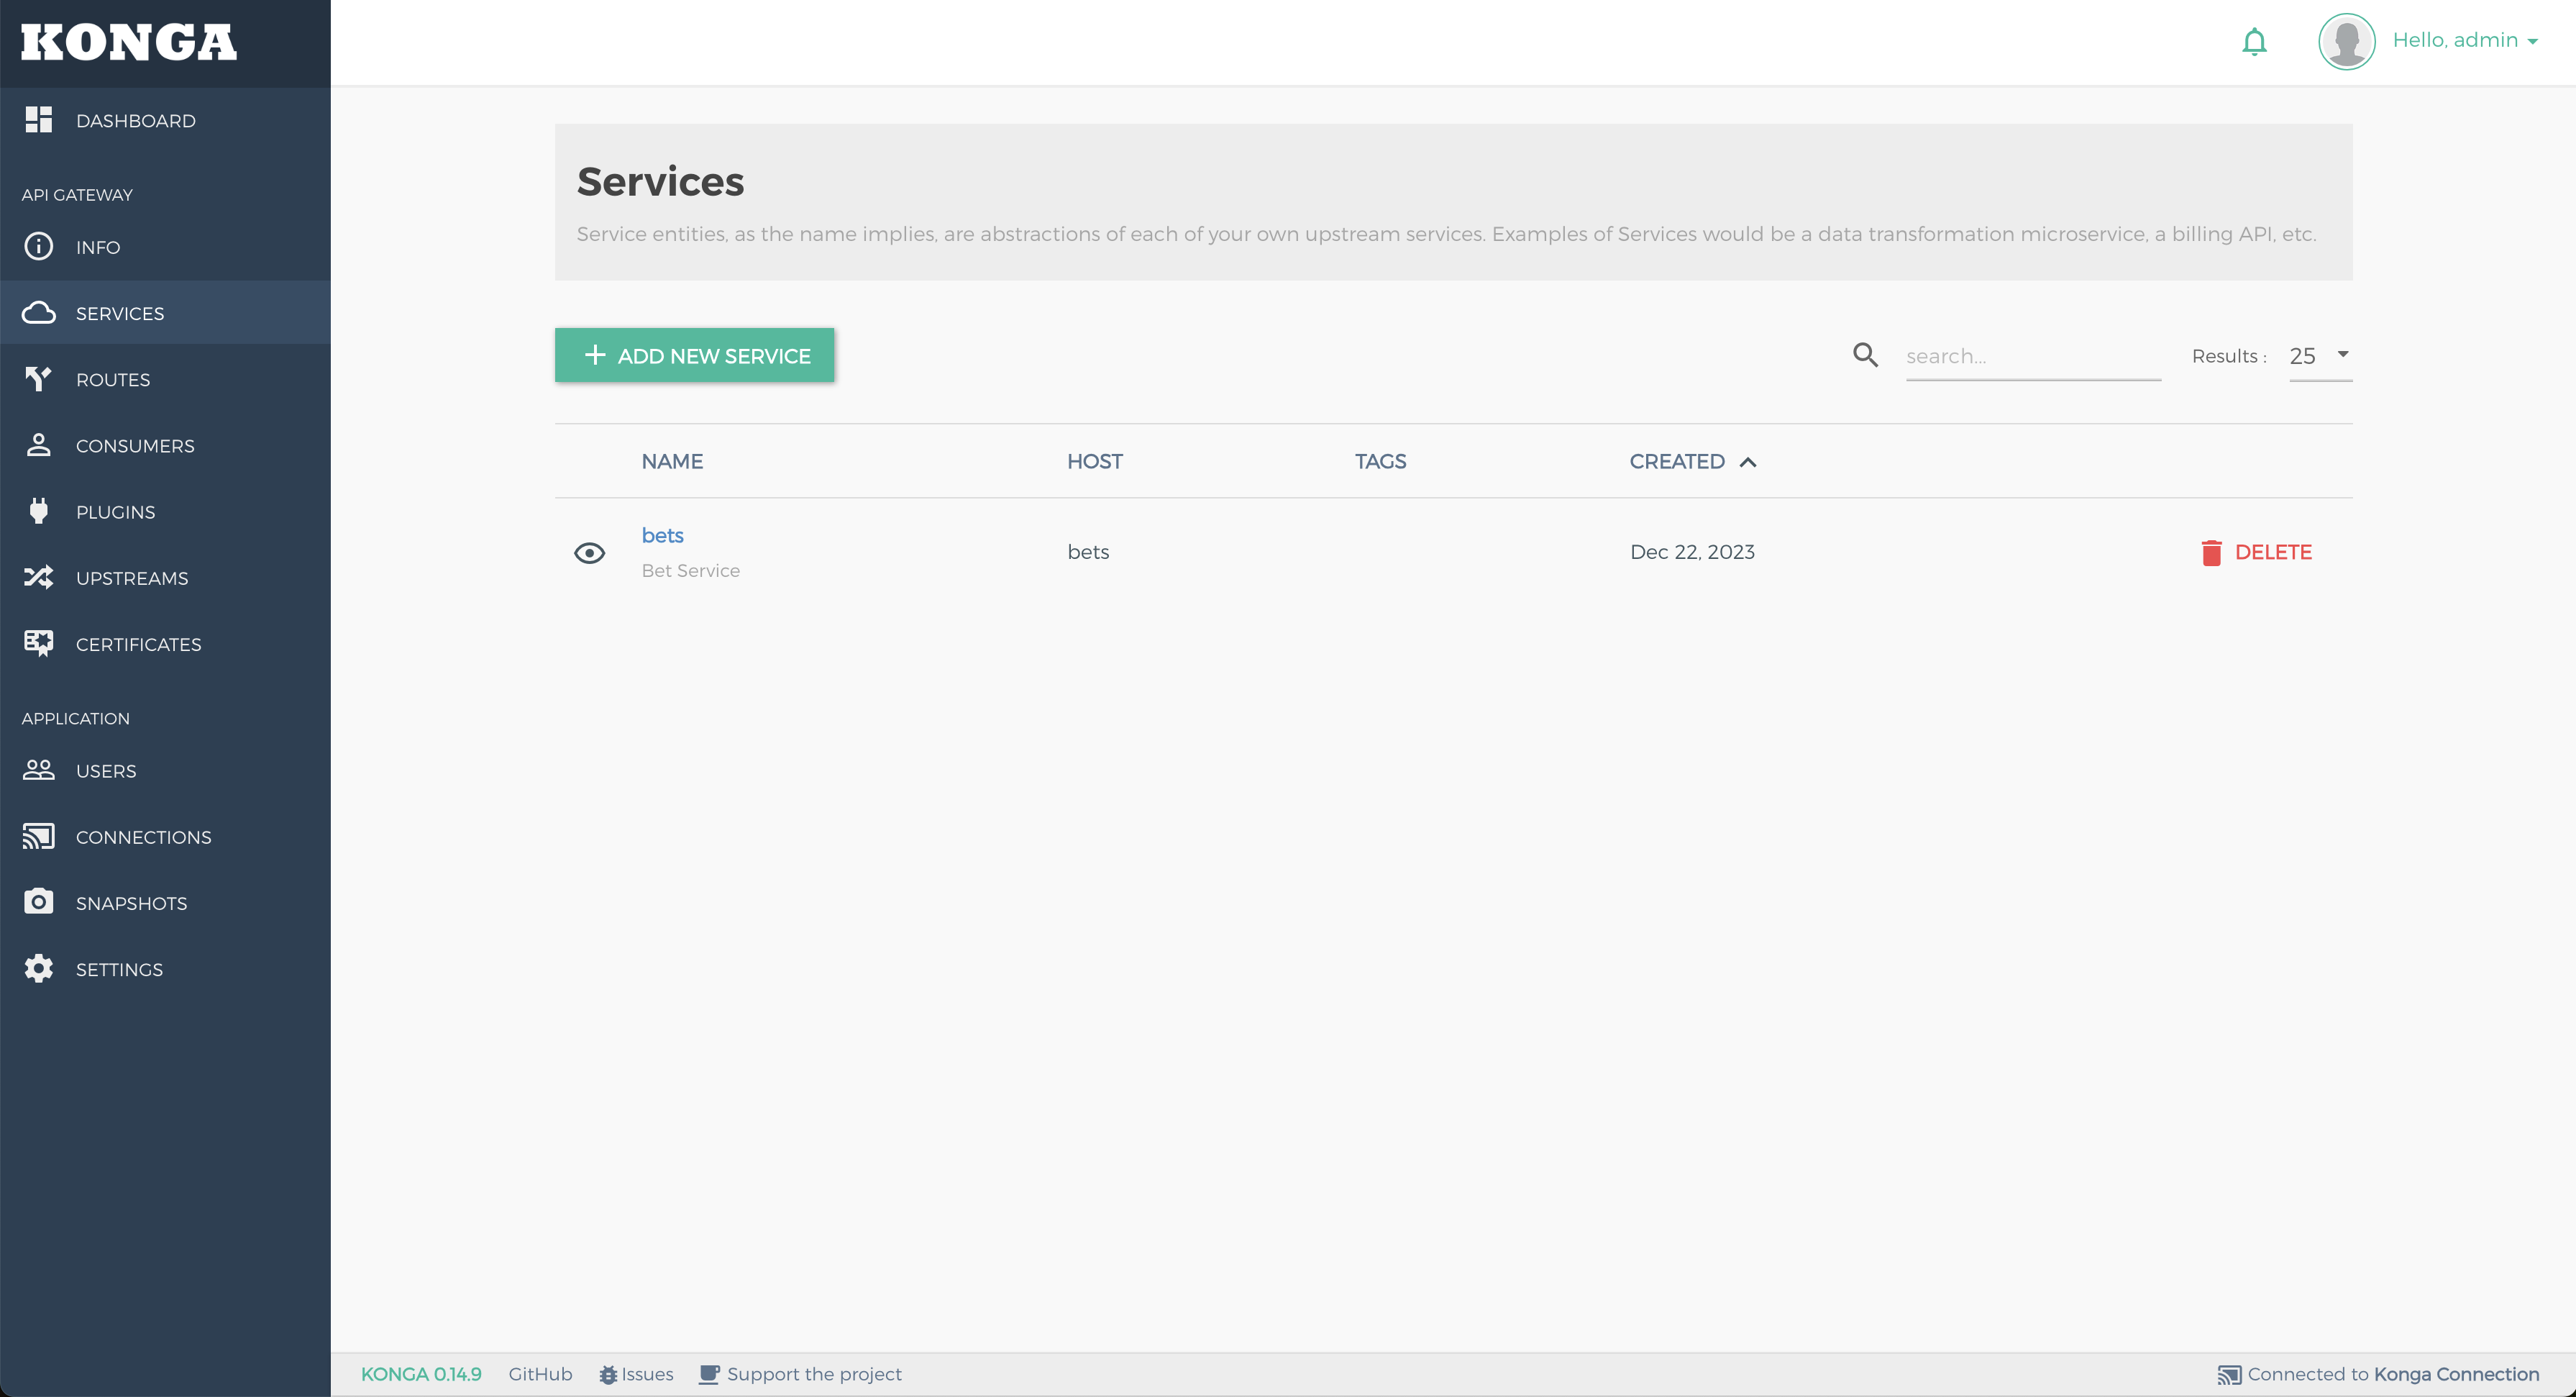 KONGA
Hello, admin
DASHBOARD
API GATEWAY
INFO
SERVICES
ROUTES
CONSUMERS
PLUGINS
UPSTREAMS
CERTIFICATES
APPLICATION
USERS
CONNECTIONS
SNAPSHOTS
SETTINGS
Services
Service entities, as the name implies, are abstractions of each of your own upstream services. Examples of Services would be a data transformation microservice, a billing API, etc.
ADD NEW SERVICE
search...
Results : 25
NAME HOST TAGS CREATED
bets
Bet Service
bets
Dec 22, 2023
DELETE
KONGA 0.14.9 GitHub Issues Support the project
Connected to Konga Connection